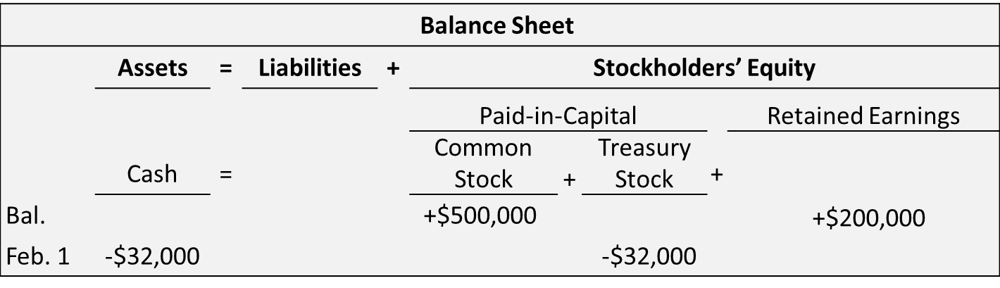 Balance Sheet
Assets = Liabilities + Stockholders’ Equity
Paid-in-Capital Retained Earnings
Common Treasury
Cash = Stock + Stock +
Bal. +$500,000 +$200,000
Feb. 1 -$32,000 -$32,000